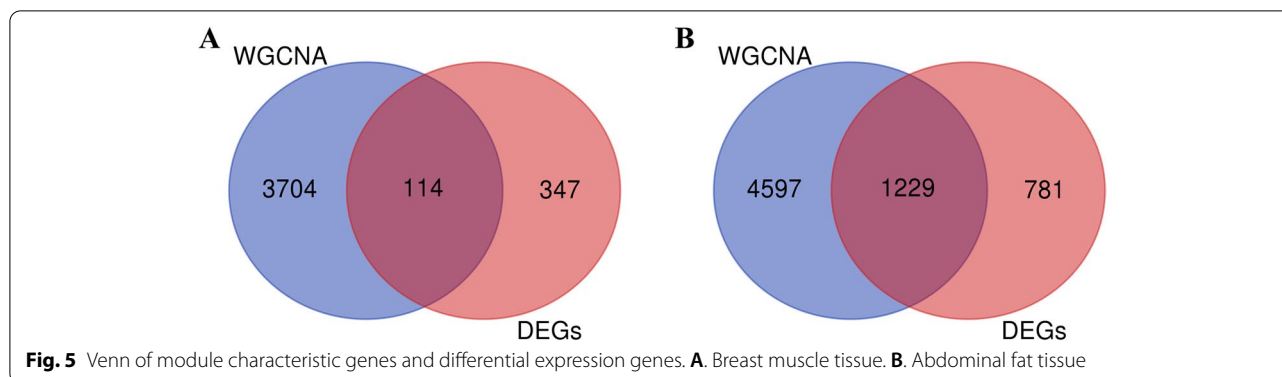 A
WGCNA
3704
114
347
DEGs
B
WGCNA
4597
1229
781
DEGs
Fig. 5 Venn of module characteristic genes and differential expression genes. A. Breast muscle tissue. B. Abdominal fat tissue